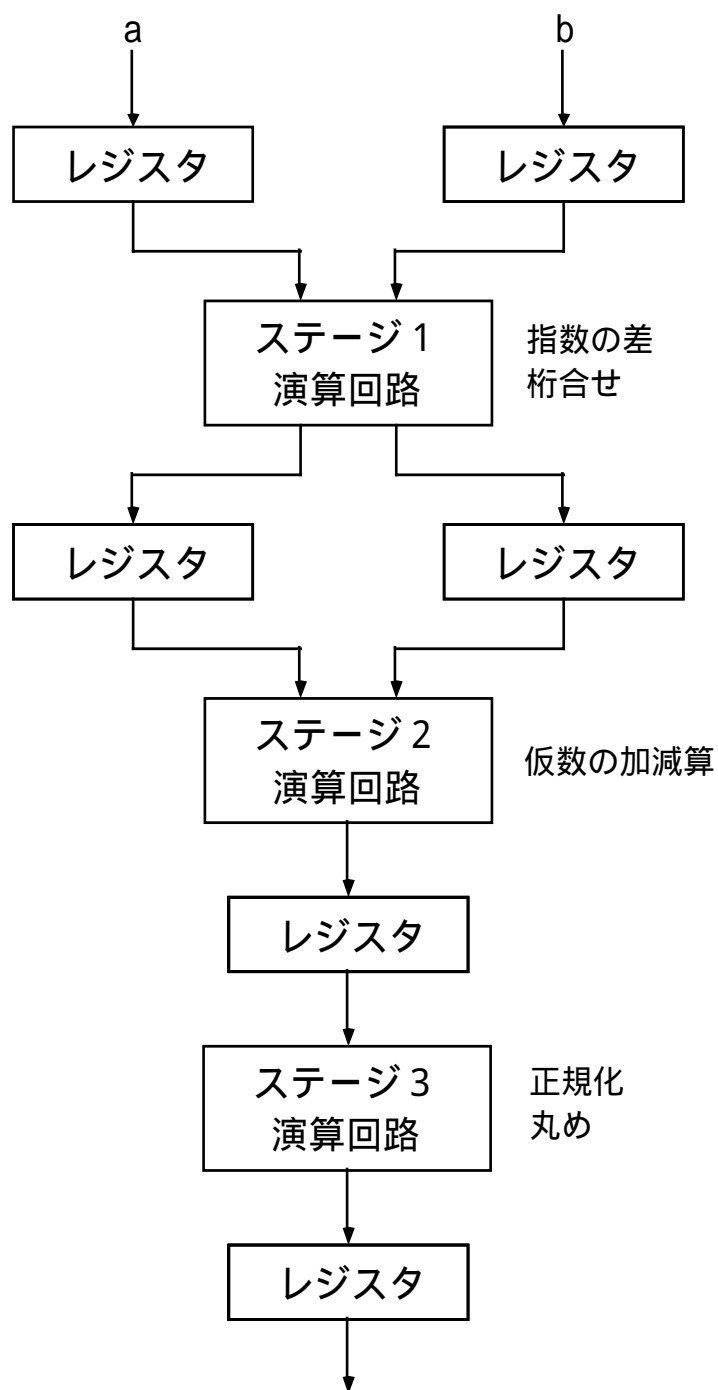 a
b
レジスタ
レジスタ
ステージ1
演算回路
指数の差
桁合せ
レジスタ
レジスタ
ステージ2
演算回路
仮数の加減算
レジスタ
ステージ3
演算回路
正規化
丸め
レジスタ